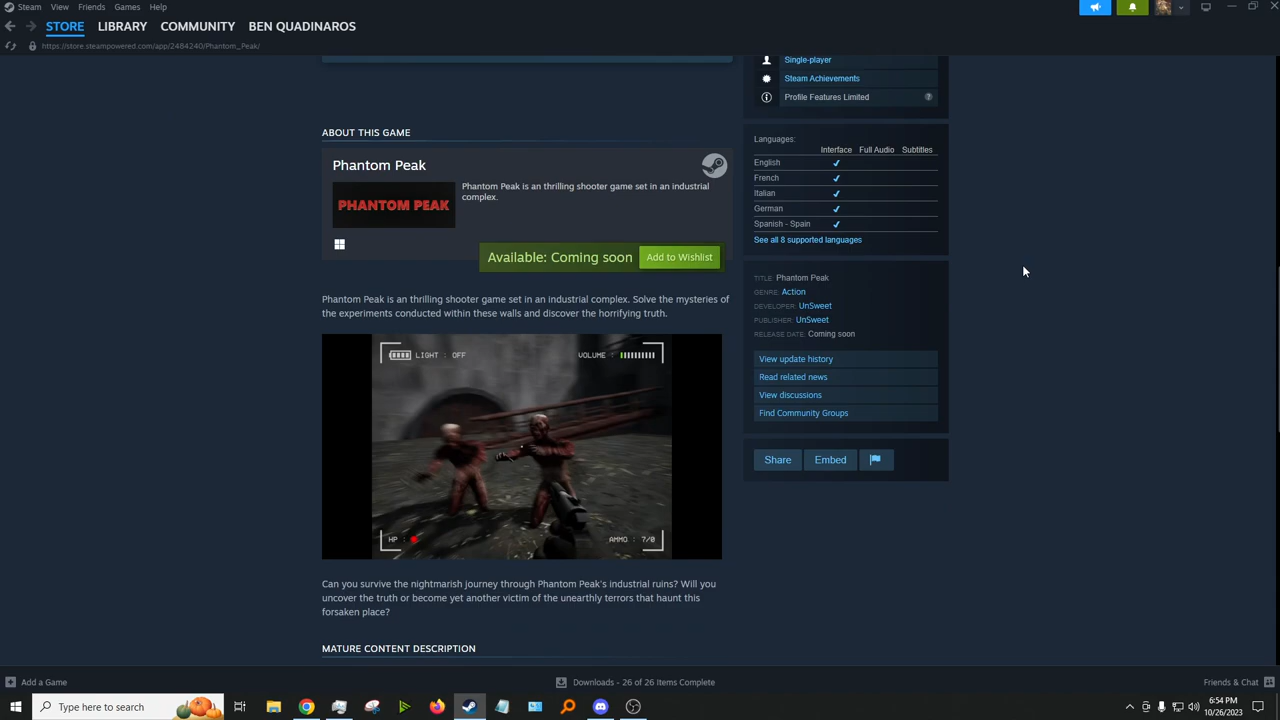 Steam View Friends Games Help
STORE LIBRARY COMMUNITY BEN QUADINAROS
https://store.steampowered.com/app/2484240/Phantom_Peak/
Single-player
Steam Achievements
Profile Features Limited ?
ABOUT THIS GAME
Phantom Peak
PHANTOM PEAK
Phantom Peak is an thrilling shooter game set in an industrial
complex.
Available: Coming soon Add to Wishlist
Phantom Peak is an thrilling shooter game set in an industrial complex. Solve the mysteries of
the experiments conducted within these walls and discover the horrifying truth.
LIGHT : OFF VOLUME :
HP : AMMO : 7/0
Can you survive the nightmarish journey through Phantom Peak's industrial ruins? Will you
uncover the truth or become yet another victim of the unearthly terrors that haunt this
forsaken place?
MATURE CONTENT DESCRIPTION
Languages:
Interface Full Audio Subtitles
English ✔
French ✔
Italian ✔
German ✔
Spanish - Spain ✔
See all 8 supported languages
TITLE: Phantom Peak
GENRE: Action
DEVELOPER: UnSweet
PUBLISHER: UnSweet
RELEASE DATE: Coming soon
View update history
Read related news
View discussions
Find Community Groups
Share Embed
Add a Game Downloads - 26 of 26 Items Complete Friends & Chat
Type here to search
6:54 PM
10/26/2023